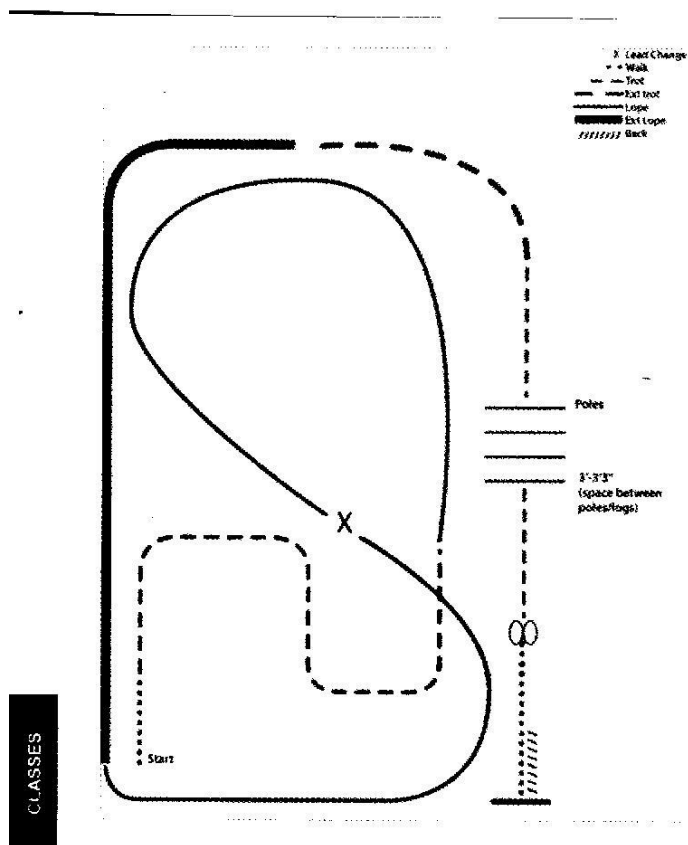 X Lead Change
Walk
Trot
Ext trot
Lope
Ext Lope
Back
Poles
3'-3'3"
(space between
poles/logs)
X
Start
CLASSES